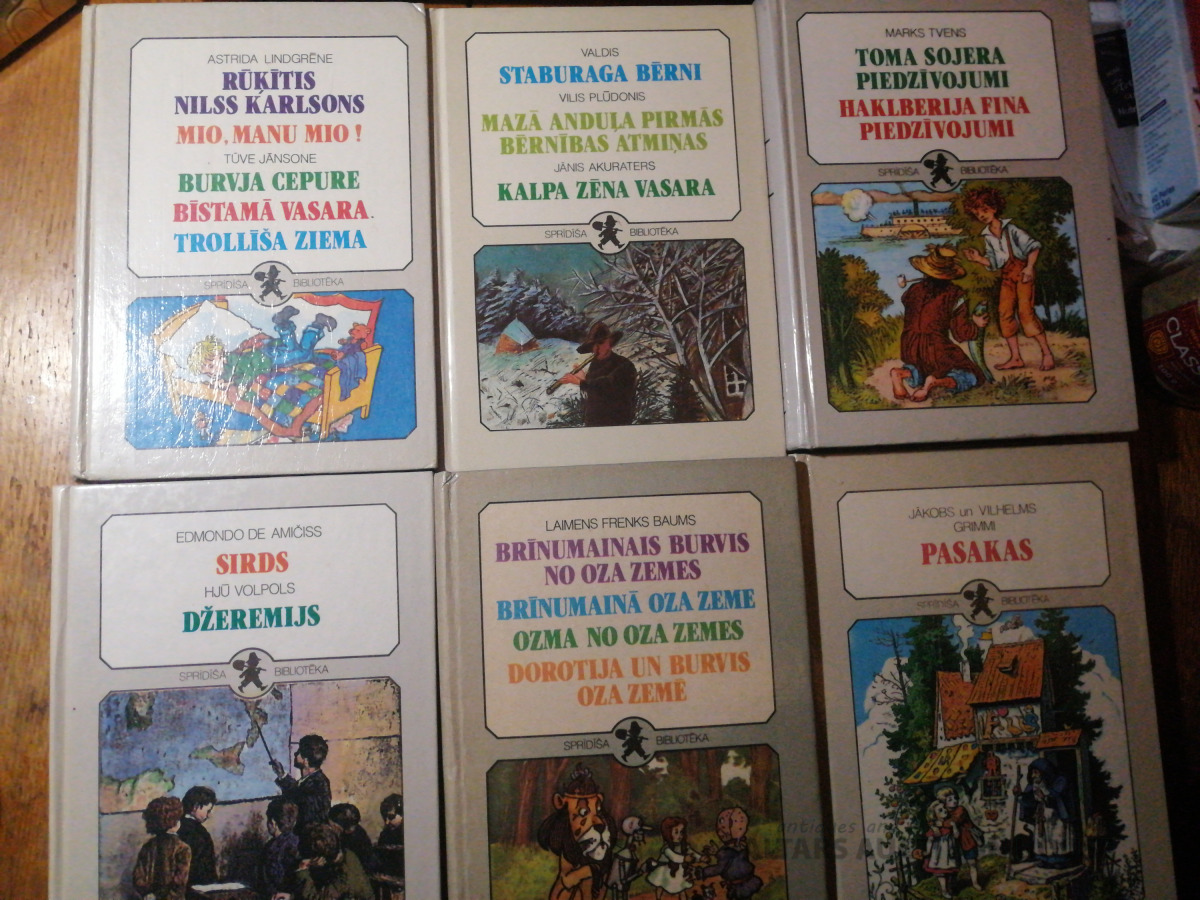 ASTRIDA LINDGRĒNE
RŪĶĪTIS
NILSS KARLSONS
MIO, MANU MIO!
TŪVE JĀNSONE
BURVJA CEPURE
BĪSTAMĀ VASARA
TROLLĪŠA ZIEMA
SPRĪDĪŠA BIBLIOTĒKA
VALDIS
STABURAGA BĒRNI
VILIS PLŪDONIS
MAZĀ ANDUĻA PIRMĀS
BĒRNĪBAS ATMIŅAS
JĀNIS AKURATERS
KALPA ZĒNA VASARA
SPRĪDĪŠA BIBLIOTĒKA
MARKS TVENS
TOMA SOJERA
PIEDZĪVOJUMI
HAKLBERIJA FINA
PIEDZĪVOJUMI
SPRĪDĪŠA BIBLIOTĒKA
CLASS
EDMONDO DE AMIČISS
SIRDS
HJŪ VOLPOLS
DŽEREMIJS
SPRĪDĪŠA BIBLIOTĒKA
LAIMENS FRENKS BAUMS
BRĪNUMAINAIS BURVIS
NO OZA ZEMES
BRĪNUMAINĀ OZA ZEME
OZMA NO OZA ZEMES
DOROTIJA UN BURVIS
OZA ZEMĒ
SPRĪDĪŠA BIBLIOTĒKA
JĀKOBS un VILHELMS
GRIMMI
PASAKAS
SPRĪDĪŠA BIBLIOTĒKA
antiques